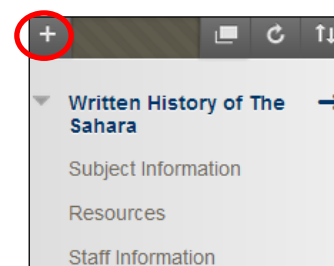 +
Written History of The
Sahara
Subject Information
Resources
Staff Information